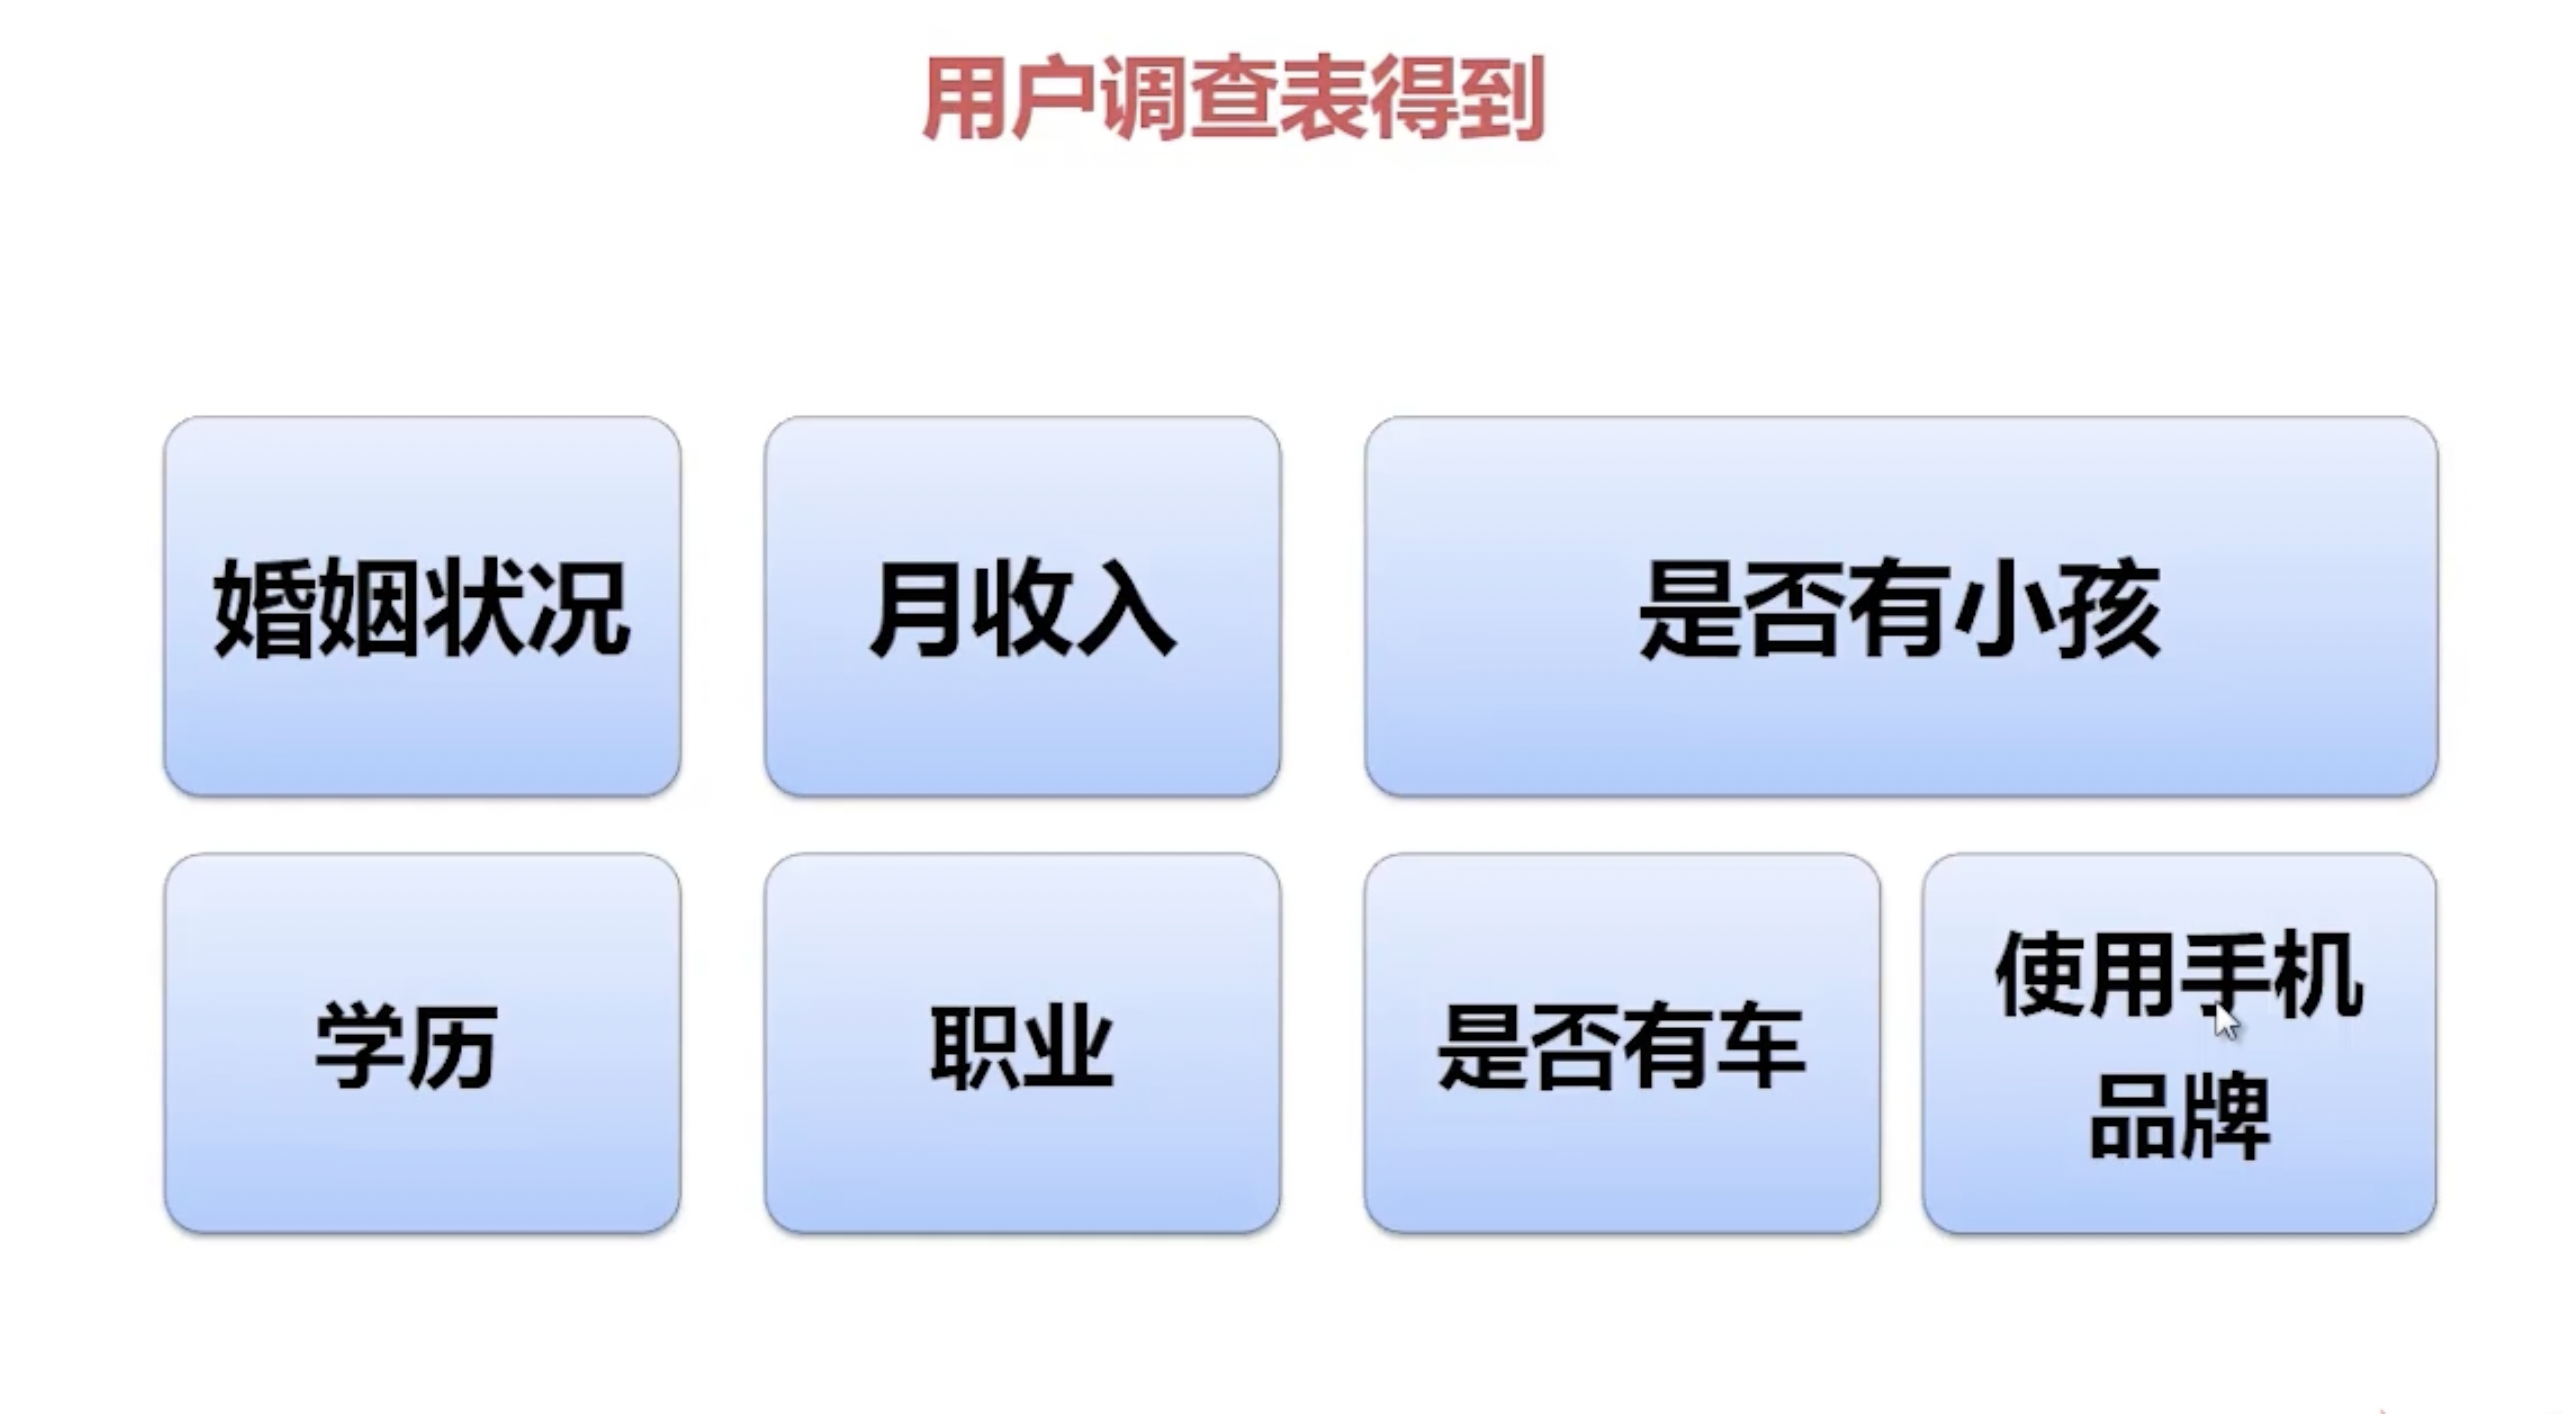 用户调查表得到
婚姻状况
月收入
是否有小孩
学历
职业
是否有车
使用手机
品牌